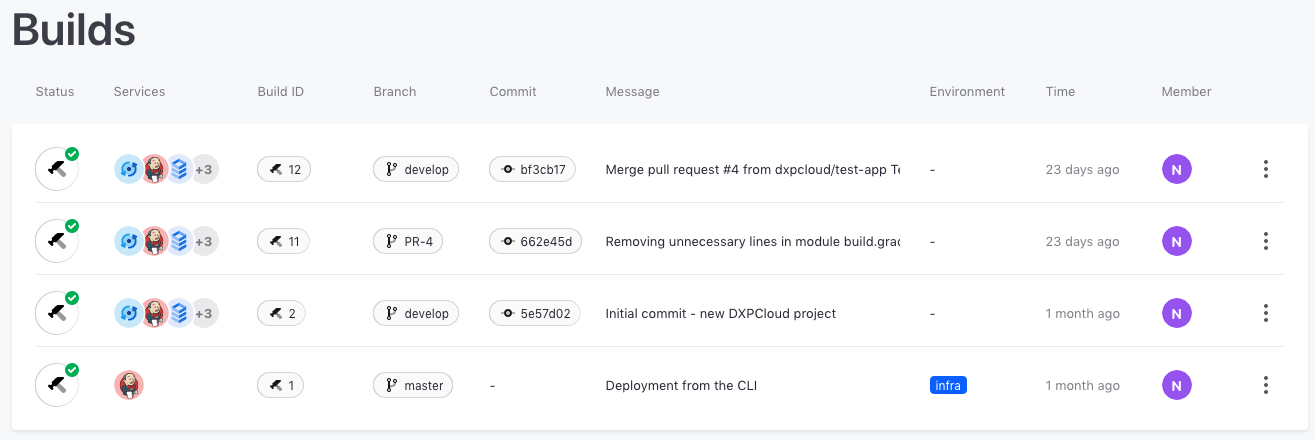 Builds
Status Services Build ID Branch Commit Message Environment Time Member
+3 12 develop bf3cb17 Merge pull request #4 from dxpcloud/test-app Te - 23 days ago N
+3 11 PR-4 662e45d Removing unnecessary lines in module build.grad - 23 days ago N
+3 2 develop 5e57d02 Initial commit - new DXPCloud project - 1 month ago N
1 master - Deployment from the CLI infra 1 month ago N